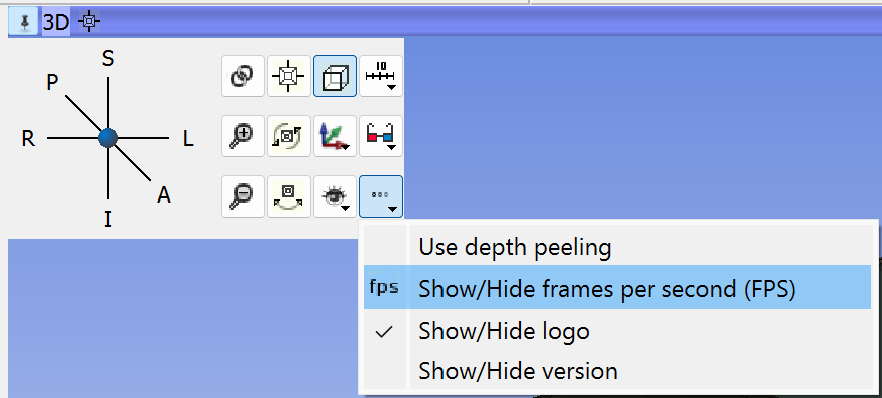 3D
S
P
R
L
A
I
10
Use depth peeling
fps Show/Hide frames per second (FPS)
Show/Hide logo
Show/Hide version